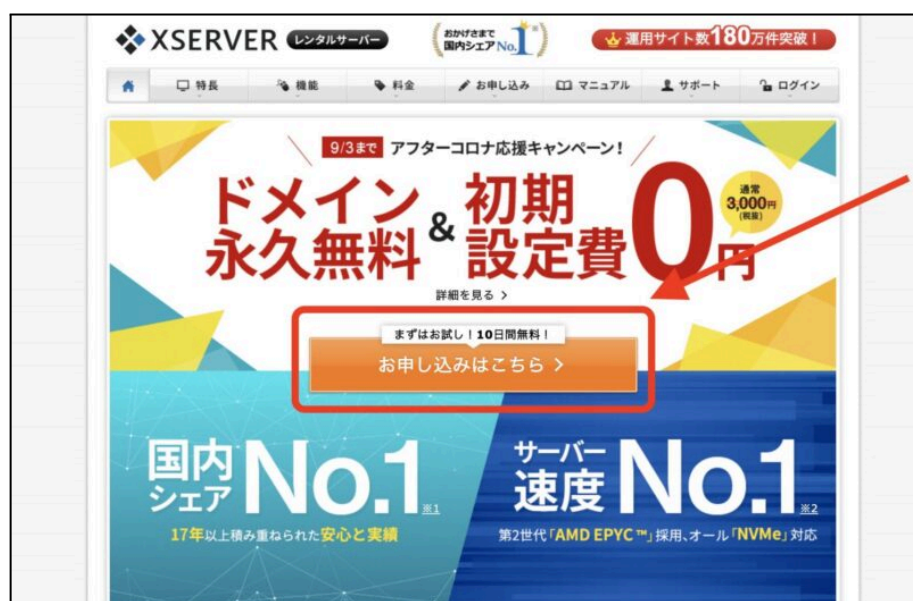 XSERVER レンタルサーバー
おかげさまで
国内シェアNo.1※
運用サイト数180万件突破!
特長 機能 料金 お申し込み マニュアル サポート ログイン
9/3まで アフターコロナ応援キャンペーン!
ドメイン永久無料 & 初期設定費0円
通常
3,000円
(税抜)
詳細を見る >
まずはお試し!10日間無料!
お申し込みはこちら >
国内シェア No.1 ※1
17年以上積み重ねられた安心と実績
サーバー速度 No.1 ※2
第2世代「AMD EPYC™」採用、オール「NVMe」対応